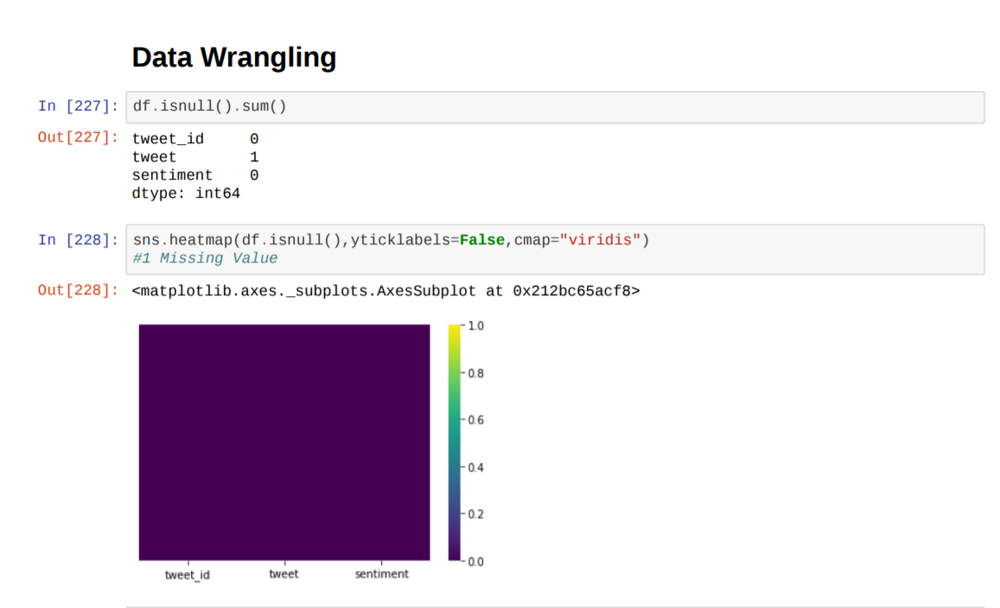 Data Wrangling
In [227]: df.isnull().sum()
Out[227]: tweet_id     0
tweet        1
sentiment    0
dtype: int64
In [228]: sns.heatmap(df.isnull(),yticklabels=False,cmap="viridis")
#1 Missing Value
Out[228]: <matplotlib.axes._subplots.AxesSubplot at 0x212bc65acf8>
1.0
0.8
0.6
0.4
0.2
0.0
tweet_id tweet sentiment